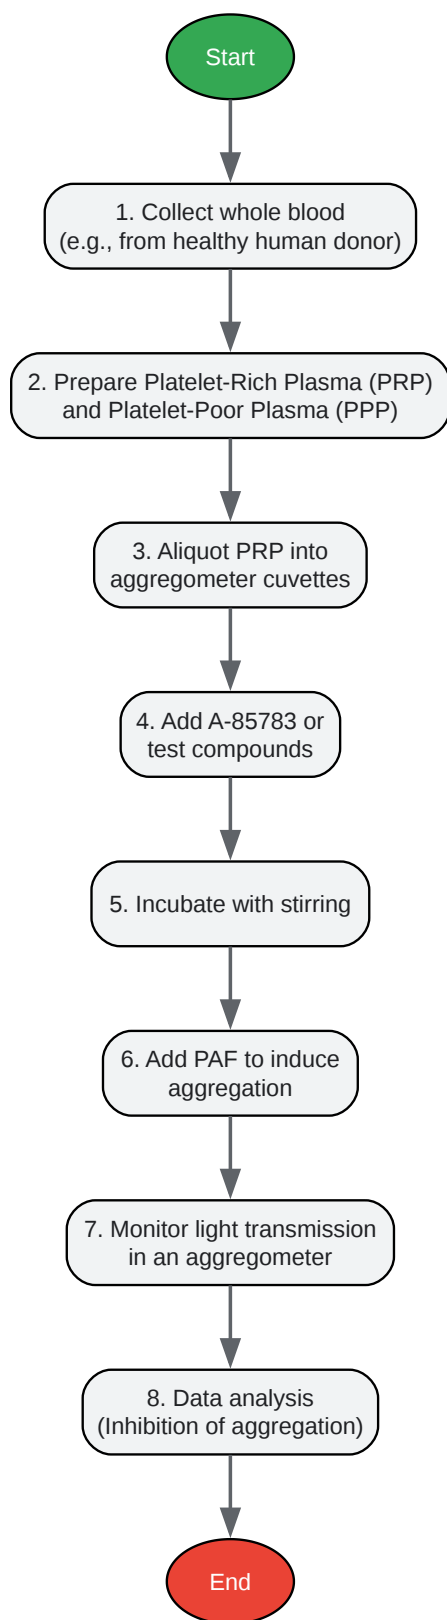 Start
1. Collect whole blood
(e.g., from healthy human donor)
2. Prepare Platelet-Rich Plasma (PRP)
and Platelet-Poor Plasma (PPP)
3. Aliquot PRP into
aggregometer cuvettes
4. Add A-85783 or
test compounds
5. Incubate with stirring
6. Add PAF to induce
aggregation
7. Monitor light transmission
in an aggregometer
8. Data analysis
(Inhibition of aggregation)
End